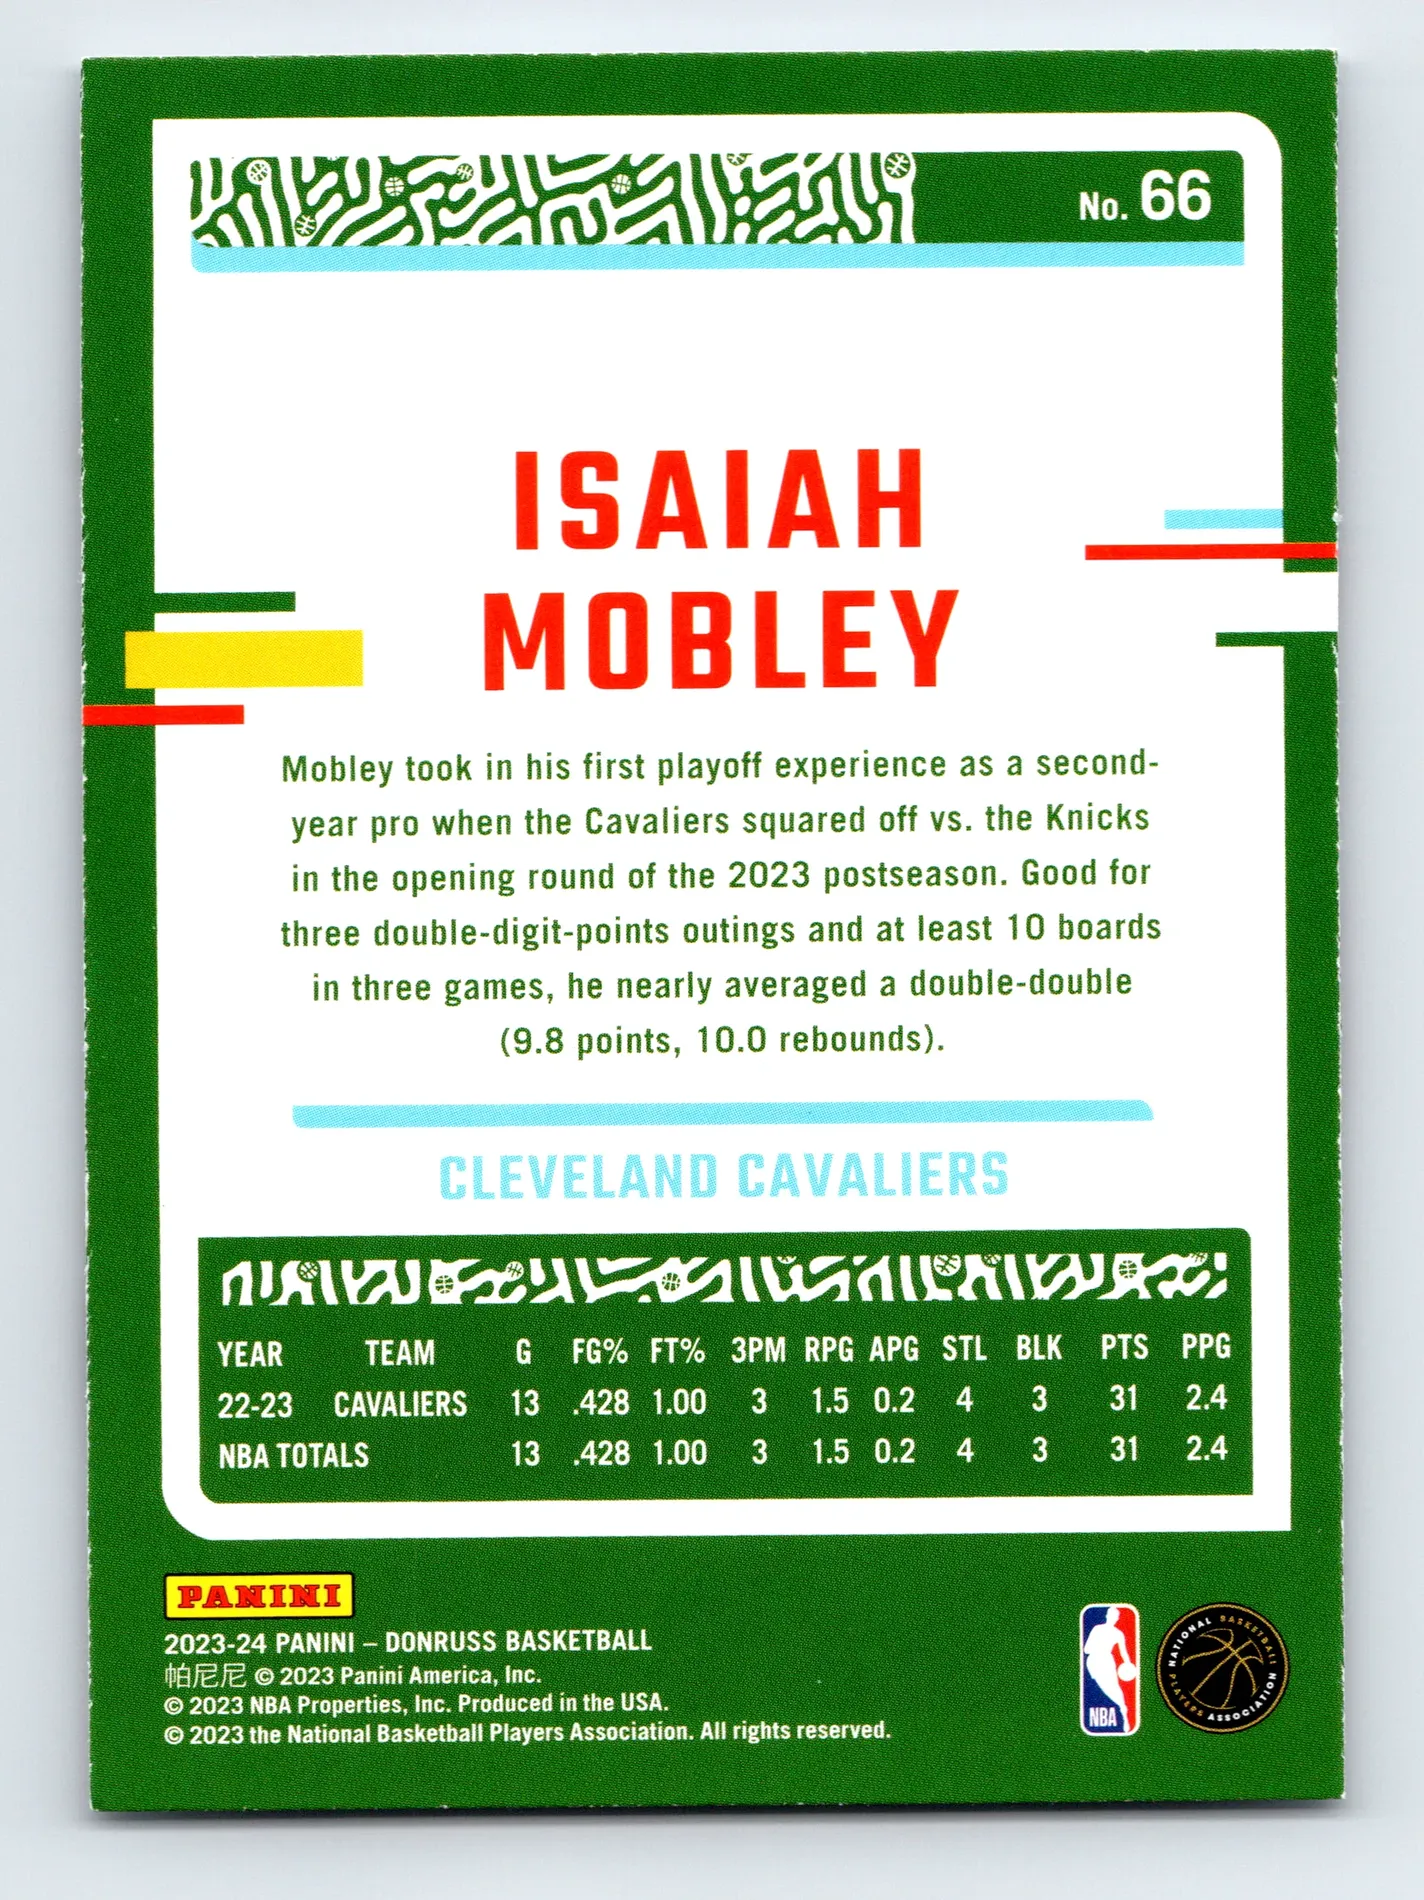 No. 66
ISAIAH
MOBLEY
Mobley took in his first playoff experience as a second-
year pro when the Cavaliers squared off vs. the Knicks
in the opening round of the 2023 postseason. Good for
three double-digit-points outings and at least 10 boards
in three games, he nearly averaged a double-double
(9.8 points, 10.0 rebounds).
CLEVELAND CAVALIERS
YEAR TEAM G FG% FT% 3PM RPG APG STL BLK PTS PPG
22-23 CAVALIERS 13 .428 1.00 3 1.5 0.2 4 3 31 2.4
NBA TOTALS 13 .428 1.00 3 1.5 0.2 4 3 31 2.4
PANINI
2023-24 PANINI – DONRUSS BASKETBALL
帕尼尼 © 2023 Panini America, Inc.
© 2023 NBA Properties, Inc. Produced in the USA.
© 2023 the National Basketball Players Association. All rights reserved.
NBA
NATIONAL BASKETBALL PLAYERS ASSOCIATION